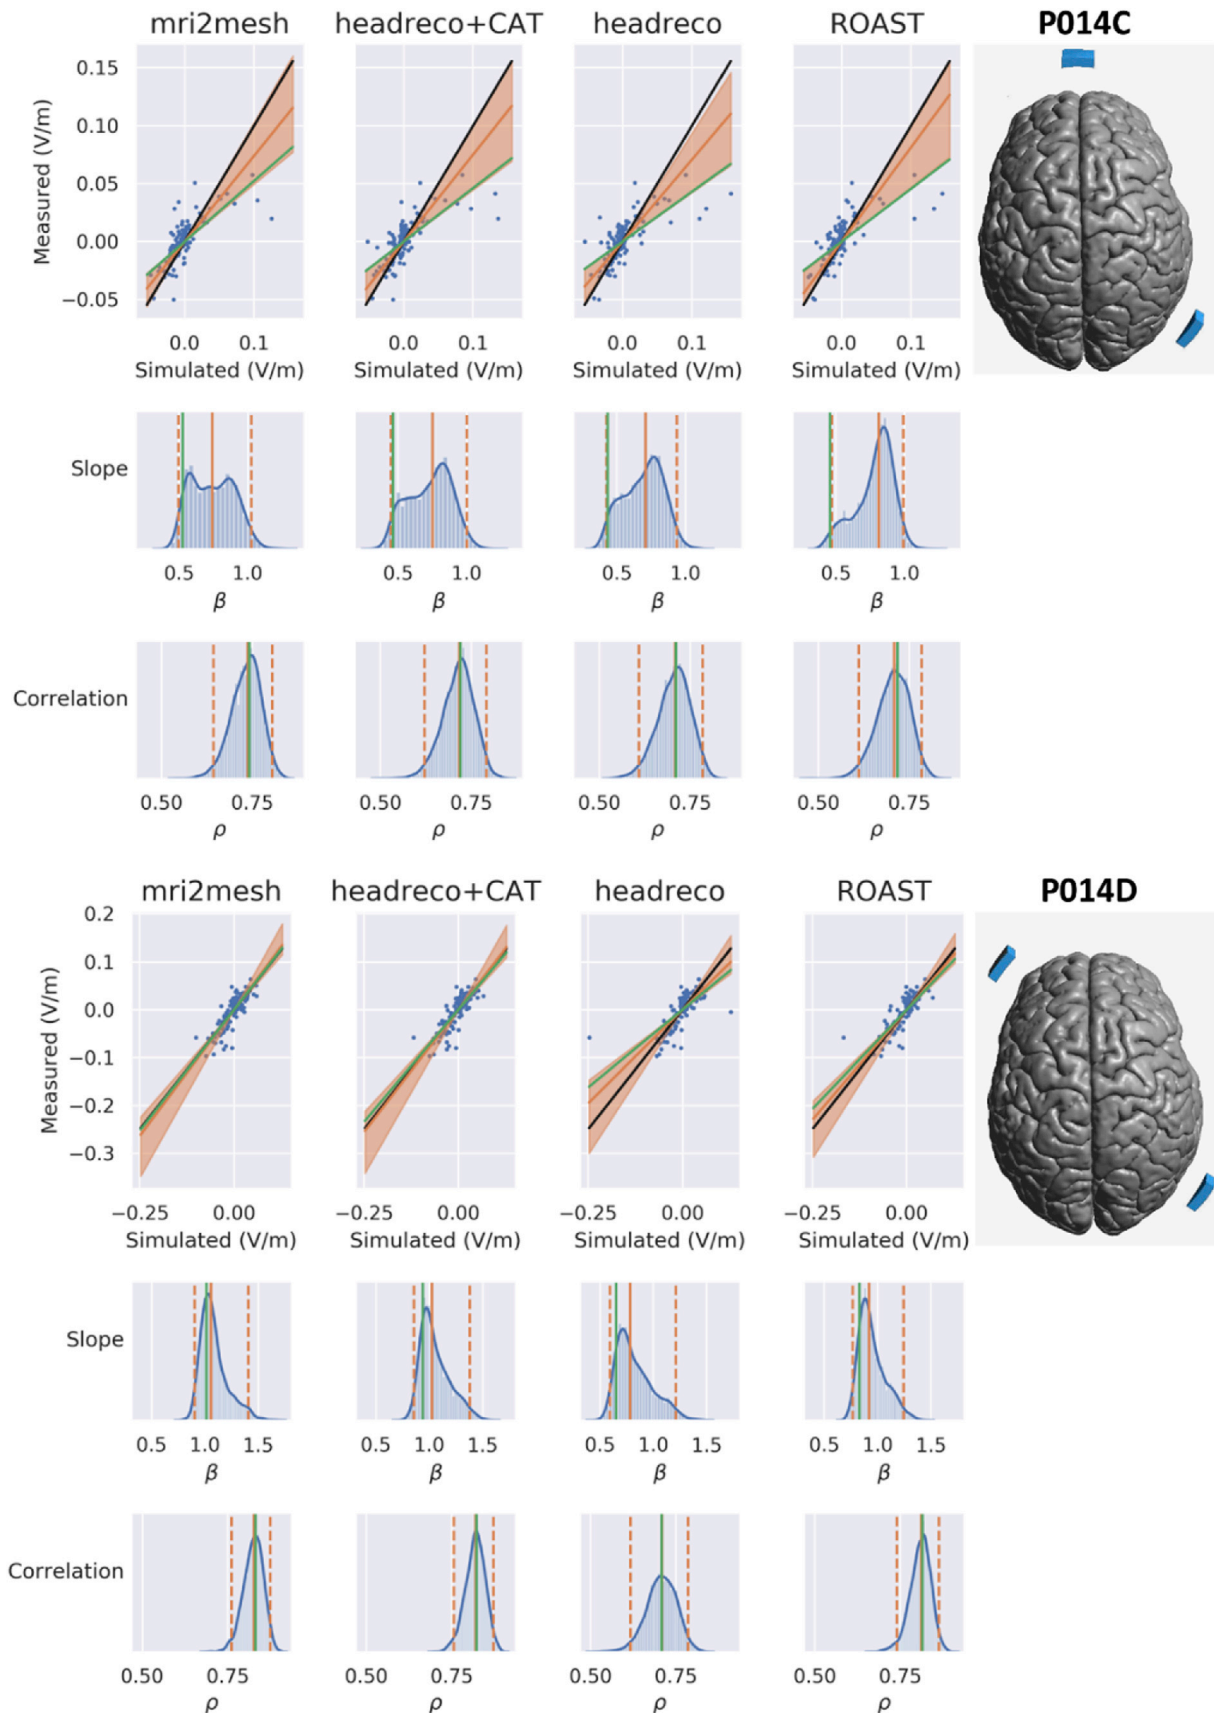 mri2mesh headreco+CAT headreco ROAST P014C
0.15
0.10
0.05
0.00
−0.05
Measured (V/m)
0.0 0.1 0.0 0.1 0.0 0.1 0.0 0.1
Simulated (V/m) Simulated (V/m) Simulated (V/m) Simulated (V/m)
Slope
0.5 1.0 0.5 1.0 0.5 1.0 0.5 1.0
β β β β
Correlation
0.50 0.75 0.50 0.75 0.50 0.75 0.50 0.75
ρ ρ ρ ρ
mri2mesh headreco+CAT headreco ROAST P014D
0.2
0.1
0.0
−0.1
−0.2
−0.3
Measured (V/m)
−0.25 0.00 −0.25 0.00 −0.25 0.00 −0.25 0.00
Simulated (V/m) Simulated (V/m) Simulated (V/m) Simulated (V/m)
Slope
0.5 1.0 1.5 0.5 1.0 1.5 0.5 1.0 1.5 0.5 1.0 1.5
β β β β
Correlation
0.50 0.75 0.50 0.75 0.50 0.75 0.50 0.75
ρ ρ ρ ρ